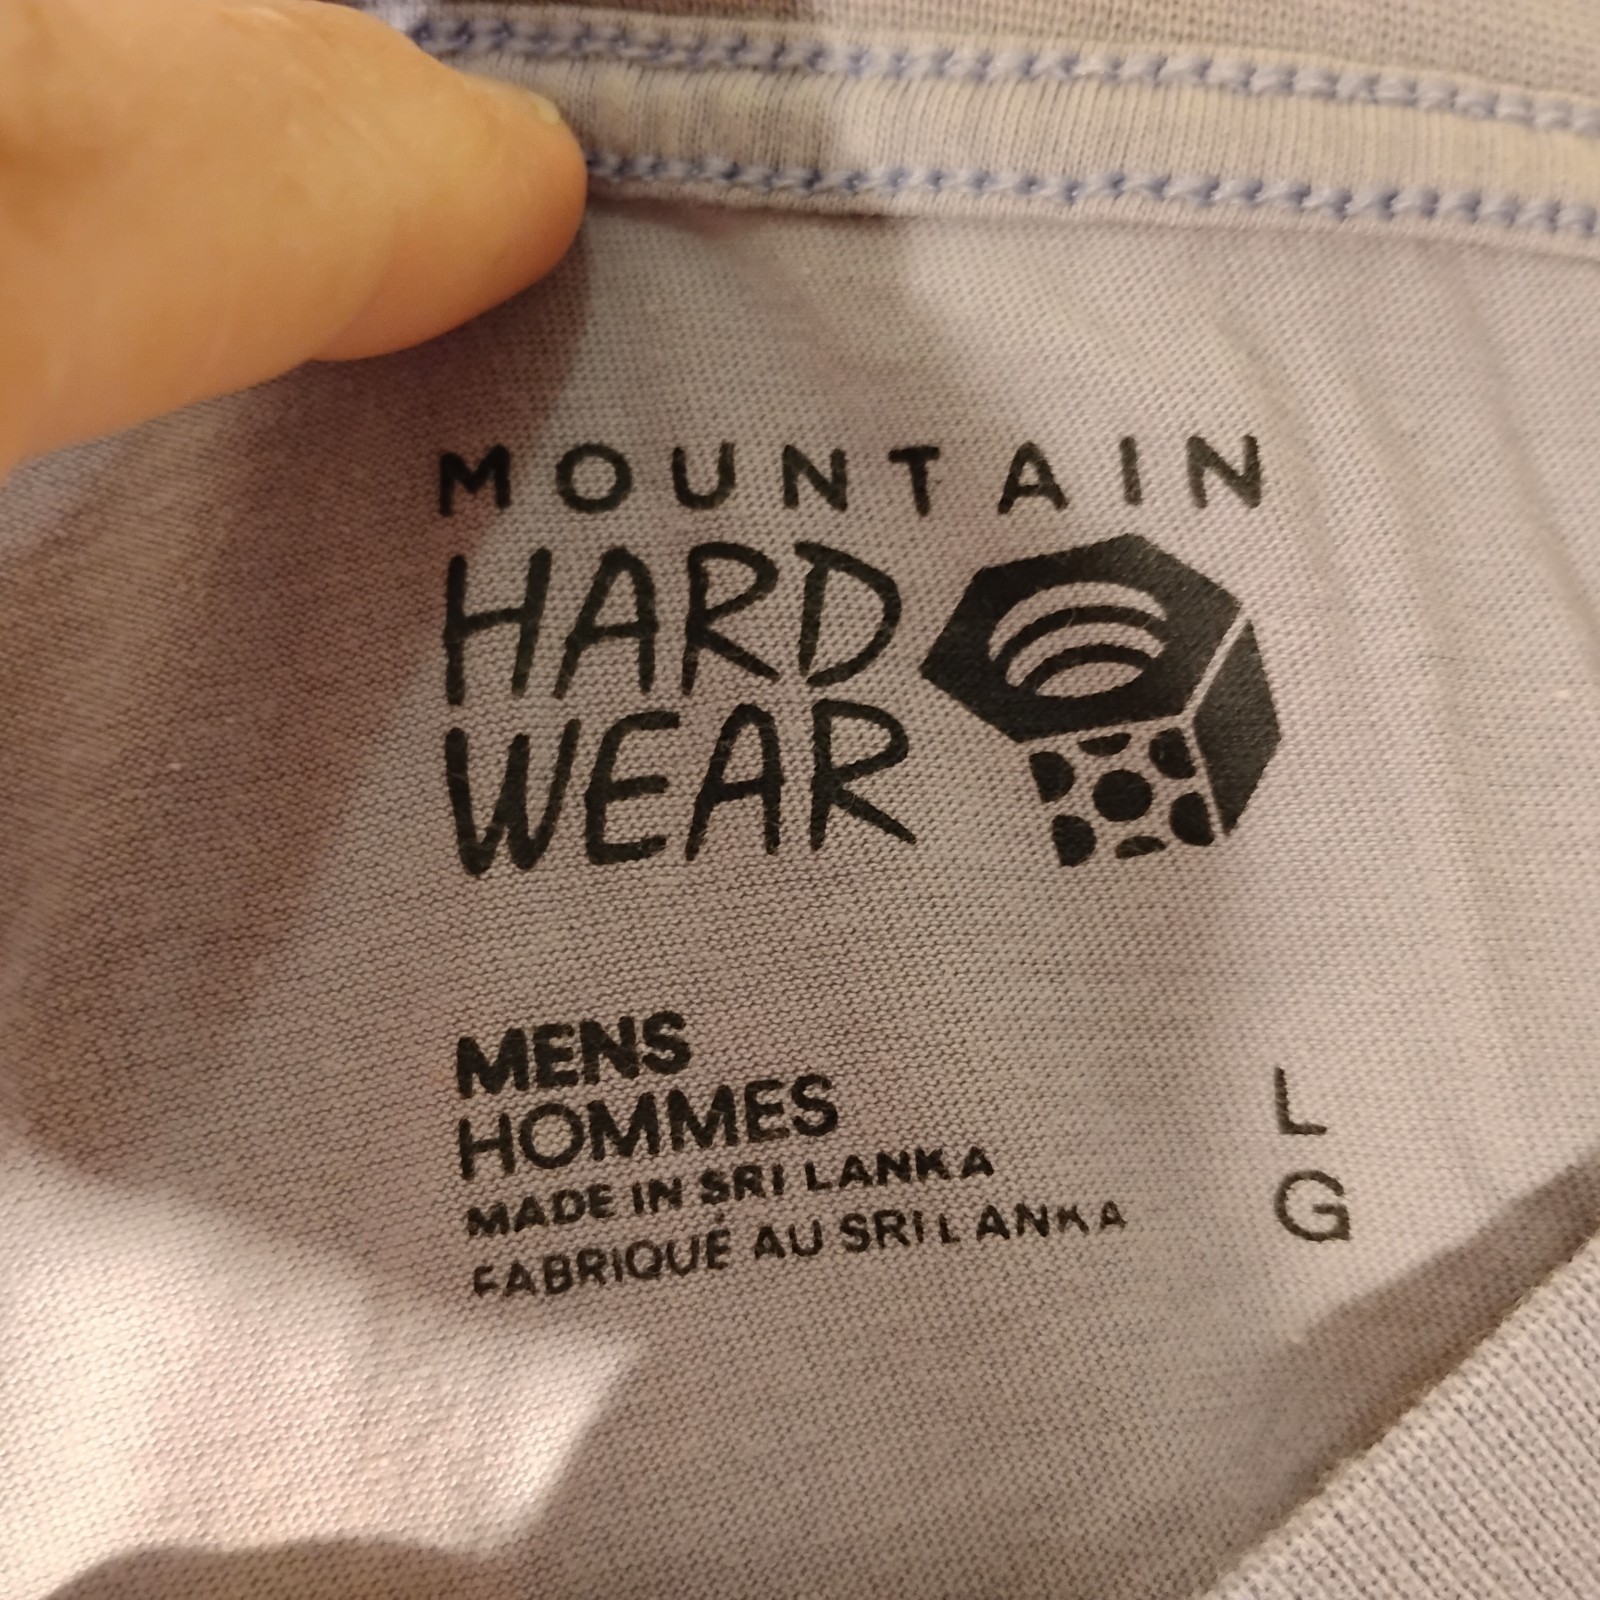 MOUNTAIN
HARD
WEAR
MENS
HOMMES
L
G
MADE IN SRI LANKA
FABRIQUÉ AU SRI LANKA